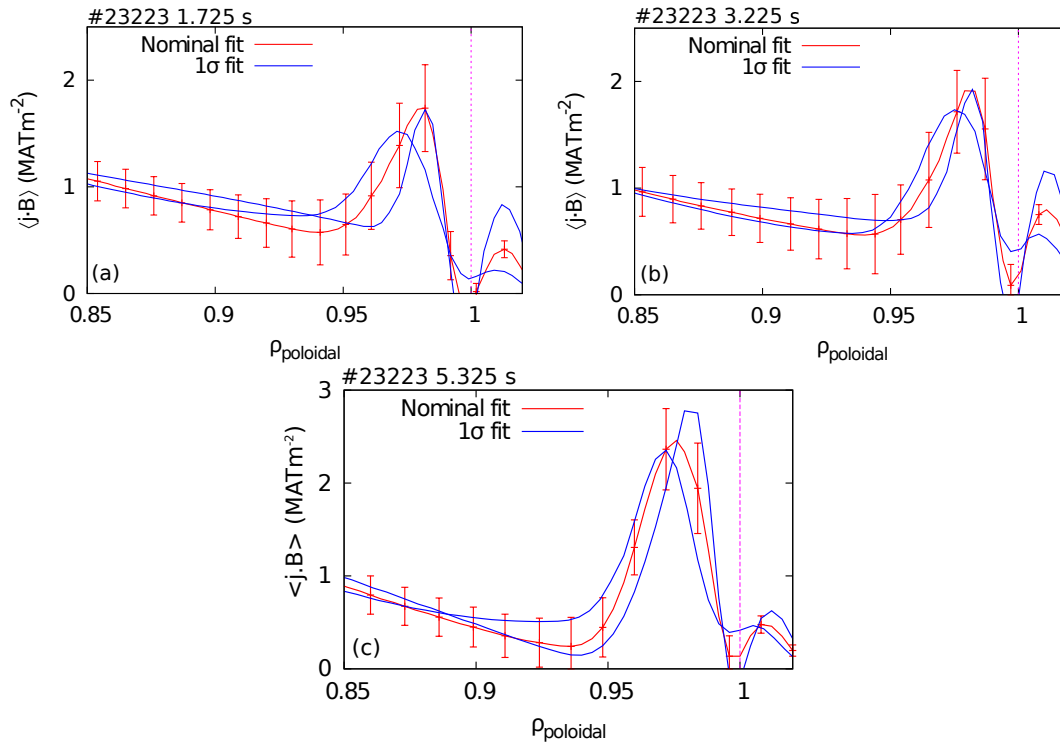 #23223 1.725 s
Nominal fit
1σ fit
⟨j·B⟩ (MATm⁻²)
2
1
0
(a)
0.85 0.9 0.95 1
ρpoloidal
#23223 3.225 s
Nominal fit
1σ fit
⟨j·B⟩ (MATm⁻²)
2
1
0
(b)
0.85 0.9 0.95 1
ρpoloidal
#23223 5.325 s
Nominal fit
1σ fit
<j.B> (MATm⁻²)
3
2
1
0
(c)
0.85 0.9 0.95 1
ρpoloidal